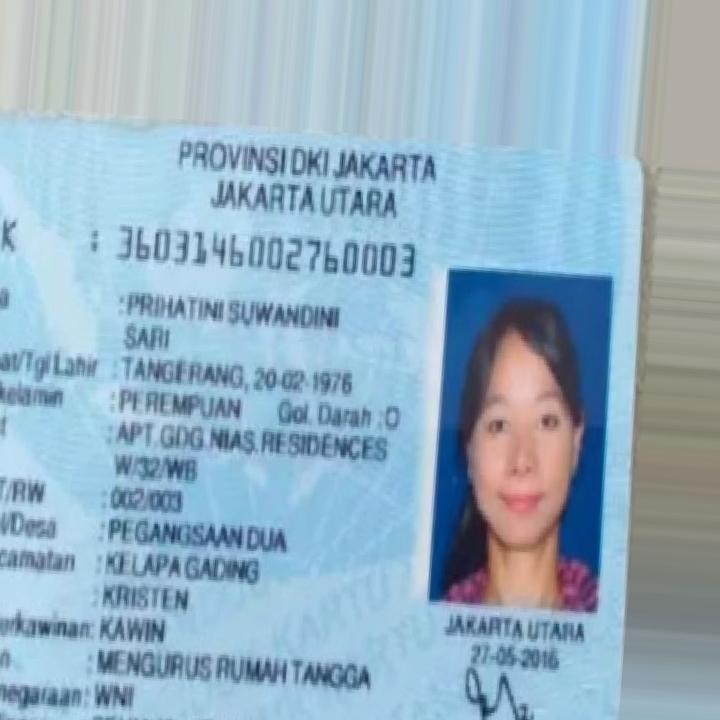 PROVINSI DKI JAKARTA
JAKARTA UTARA
K : 3603146002760003
a : PRIHATINI SUWANDINI
SARI
at/Tgl Lahir : TANGERANG, 20-02-1976
kelamin : PEREMPUAN Gol. Darah : O
t : APT. GDG. NIAS. RESIDENCES
W/32/WB
T/RW : 002/003
l/Desa : PEGANGSAAN DUA
camatan : KELAPA GADING
: KRISTEN
erkawinan: KAWIN
n : MENGURUS RUMAH TANGGA
negaraan: WNI
JAKARTA UTARA
27-05-2016